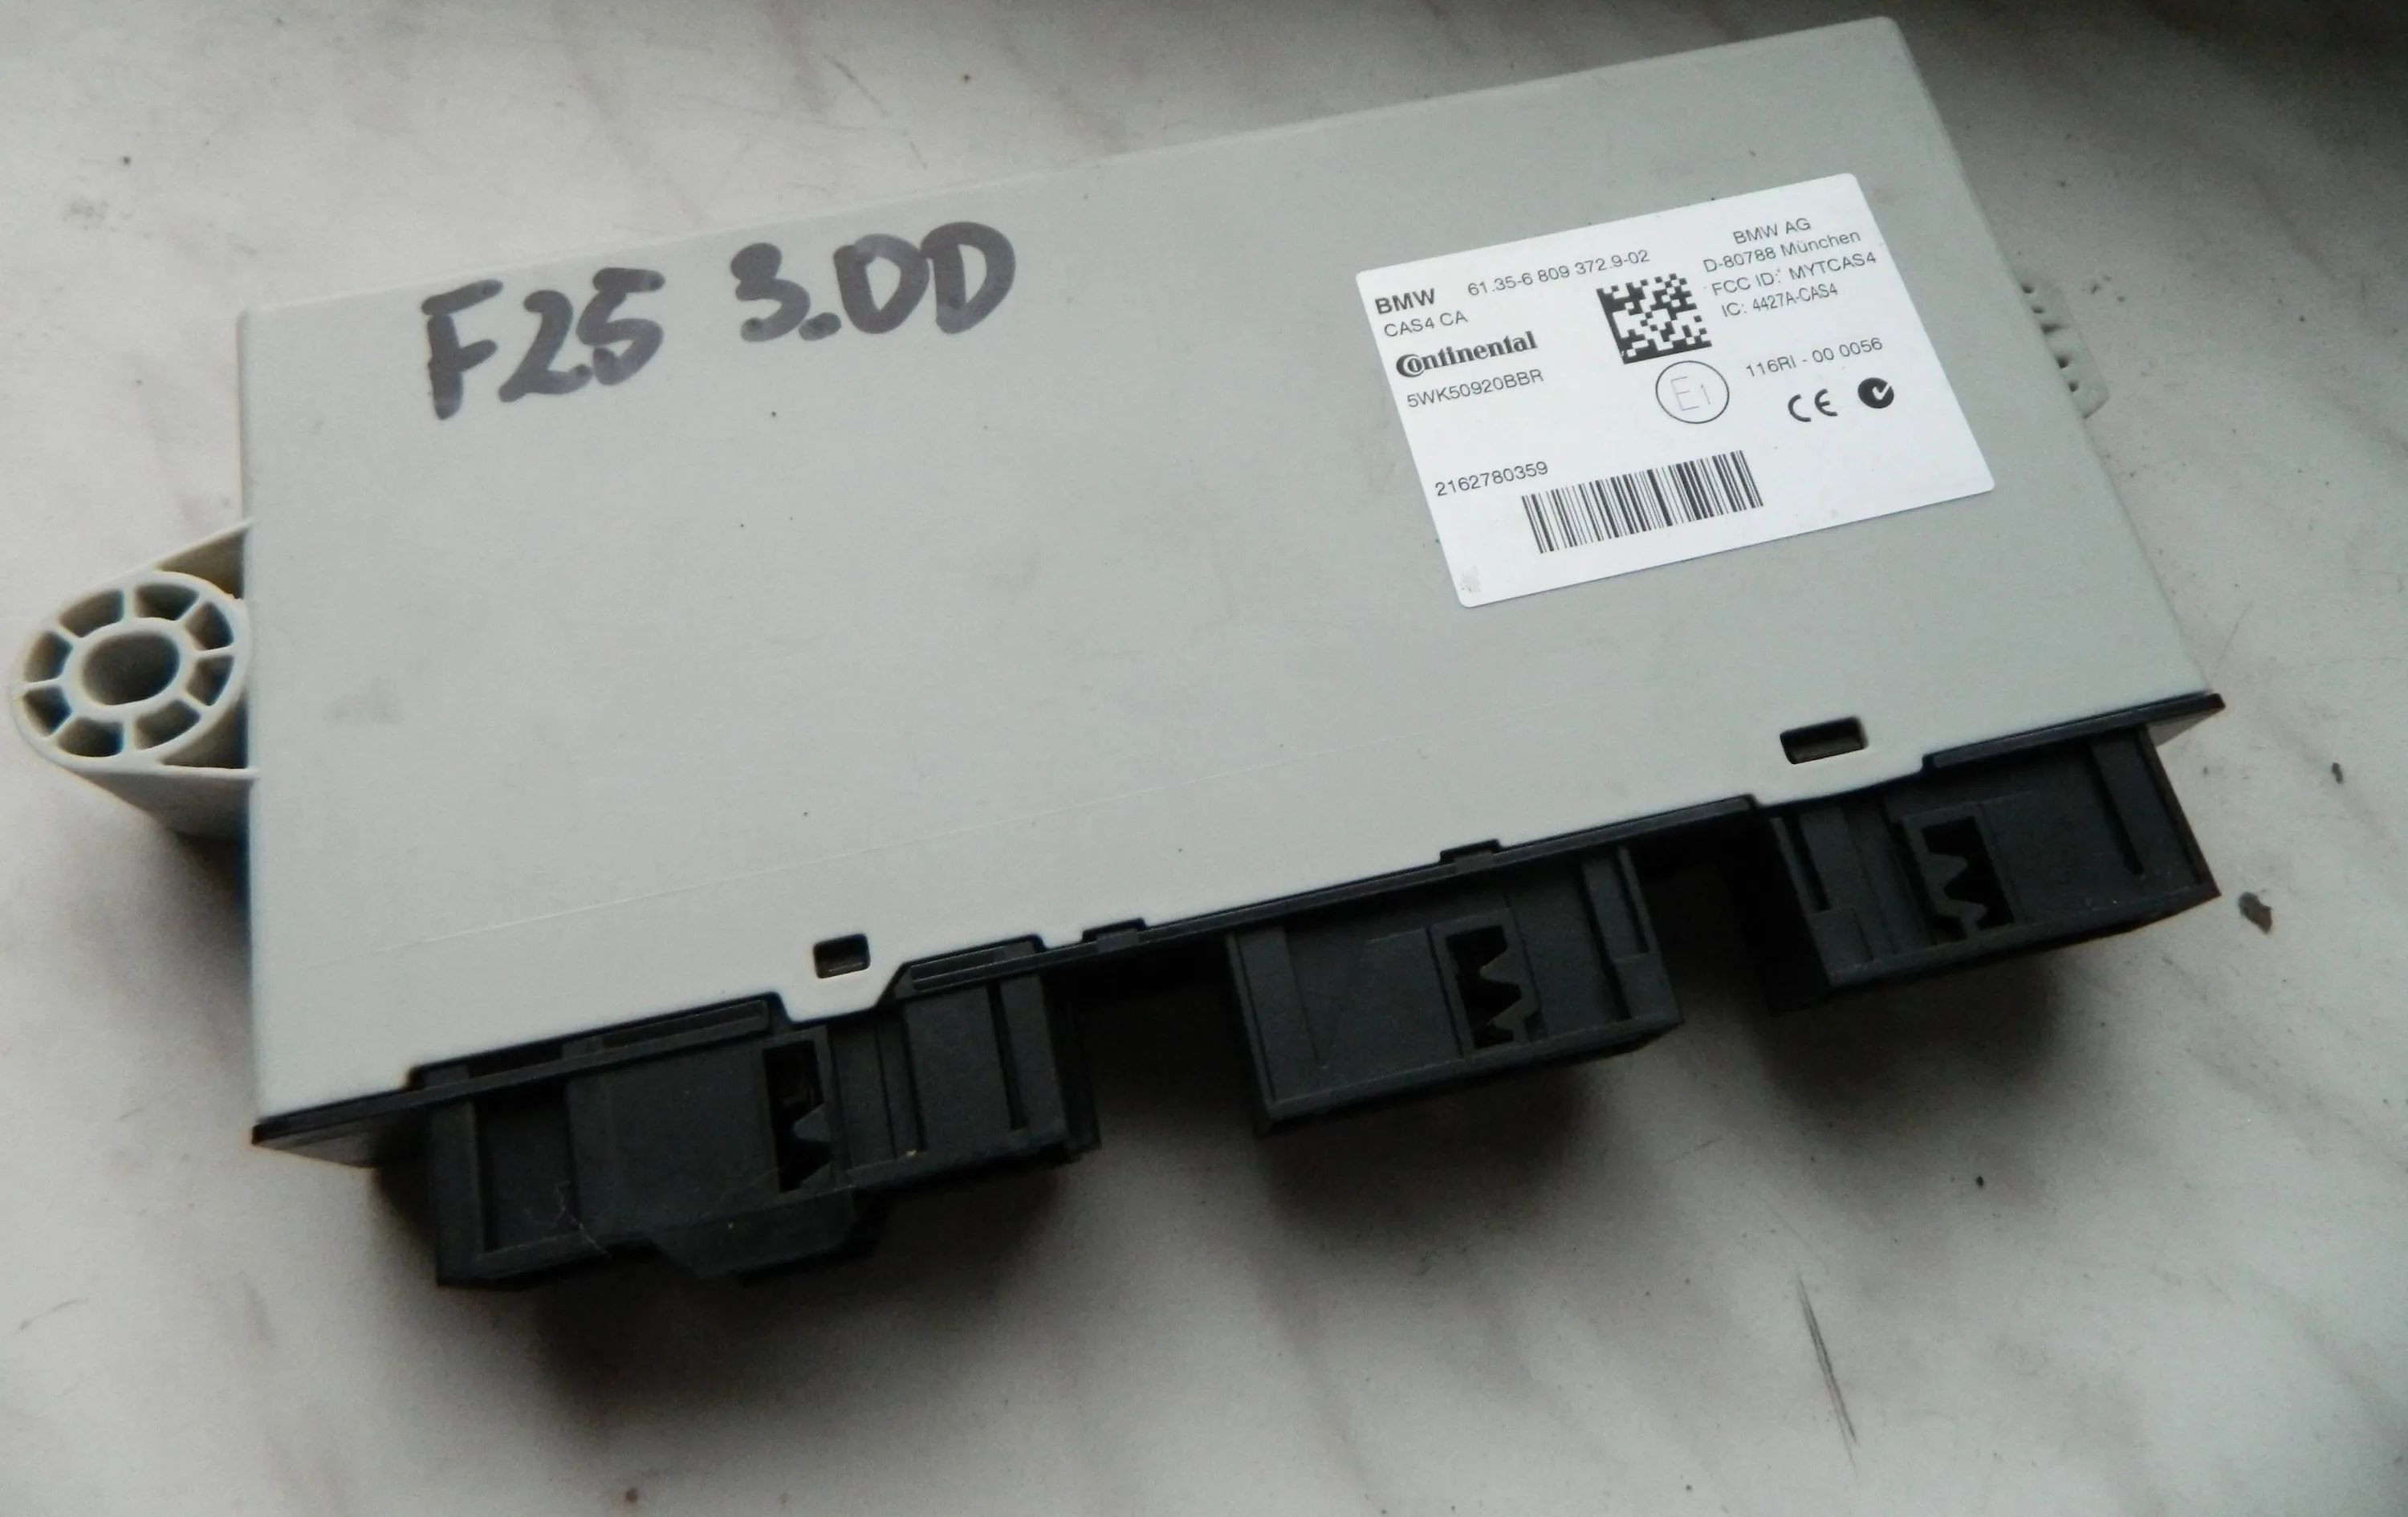 F25 3.0D
BMW 61.35-6 809 372.9-02
CAS4 CA
Continental
5WK50920BBR
2162780359
BMW AG
D-80788 München
FCC ID: MYTCAS4
IC: 4427A-CAS4
E1
116RI - 00 0056
CE